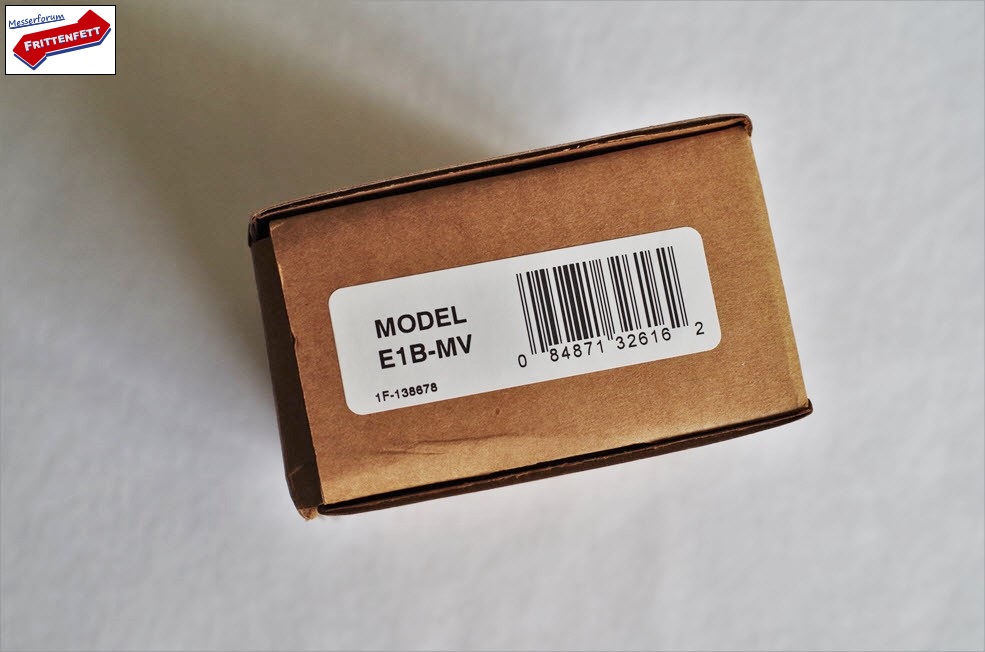 Messerforum
FRITTENFETT
MODEL
E1B-MV
1F-138678
0 84871 32616 2